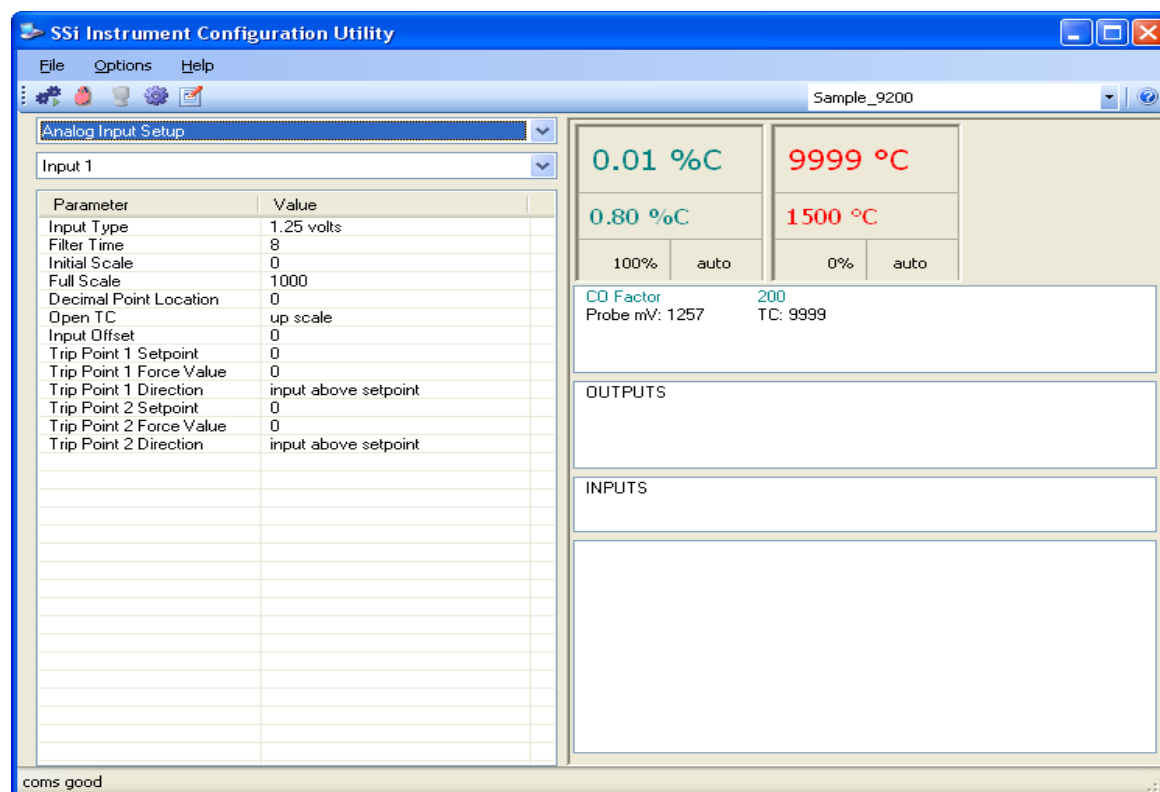 SSi Instrument Configuration Utility
File Options Help
Sample_9200
Analog Input Setup
Input 1
Parameter Value
Input Type 1.25 volts
Filter Time 8
Initial Scale 0
Full Scale 1000
Decimal Point Location 0
Open TC up scale
Input Offset 0
Trip Point 1 Setpoint 0
Trip Point 1 Force Value 0
Trip Point 1 Direction input above setpoint
Trip Point 2 Setpoint 0
Trip Point 2 Force Value 0
Trip Point 2 Direction input above setpoint
0.01 %C
0.80 %C
100% auto
9999 °C
1500 °C
0% auto
CO Factor 200
Probe mV: 1257 TC: 9999
OUTPUTS
INPUTS
coms good